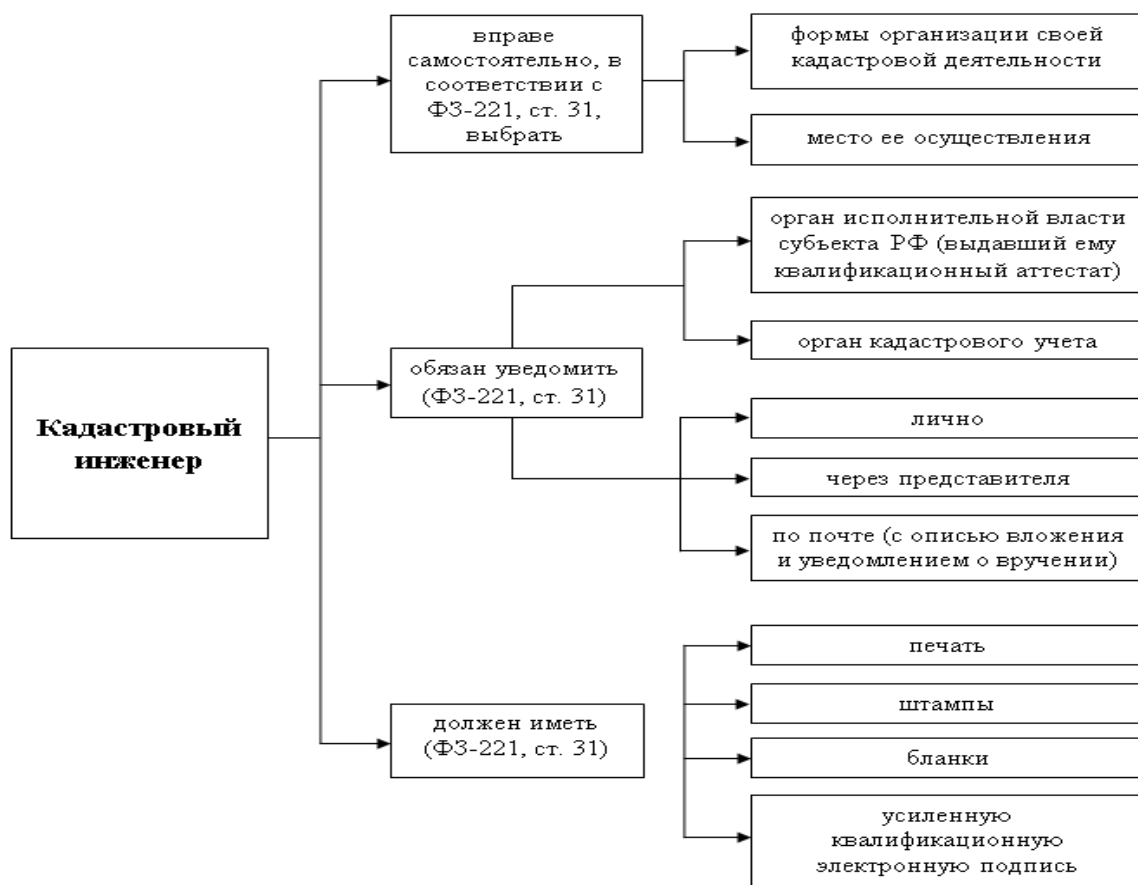 вправе
самостоятельно, в
соответствии с
ФЗ-221, ст. 31,
выбрать
формы организации своей
кадастровой деятельности
место ее осуществления
орган исполнительной власти
субъекта РФ (выдавший ему
квалификационный аттестат)
орган кадастрового учета
Кадастровый
инженер
обязан уведомить
(ФЗ-221, ст. 31)
лично
через представителя
по почте (с описью вложения
и уведомлением о вручении)
должен иметь
(ФЗ-221, ст. 31)
печать
штампы
бланки
усиленную
квалификационную
электронную подпись